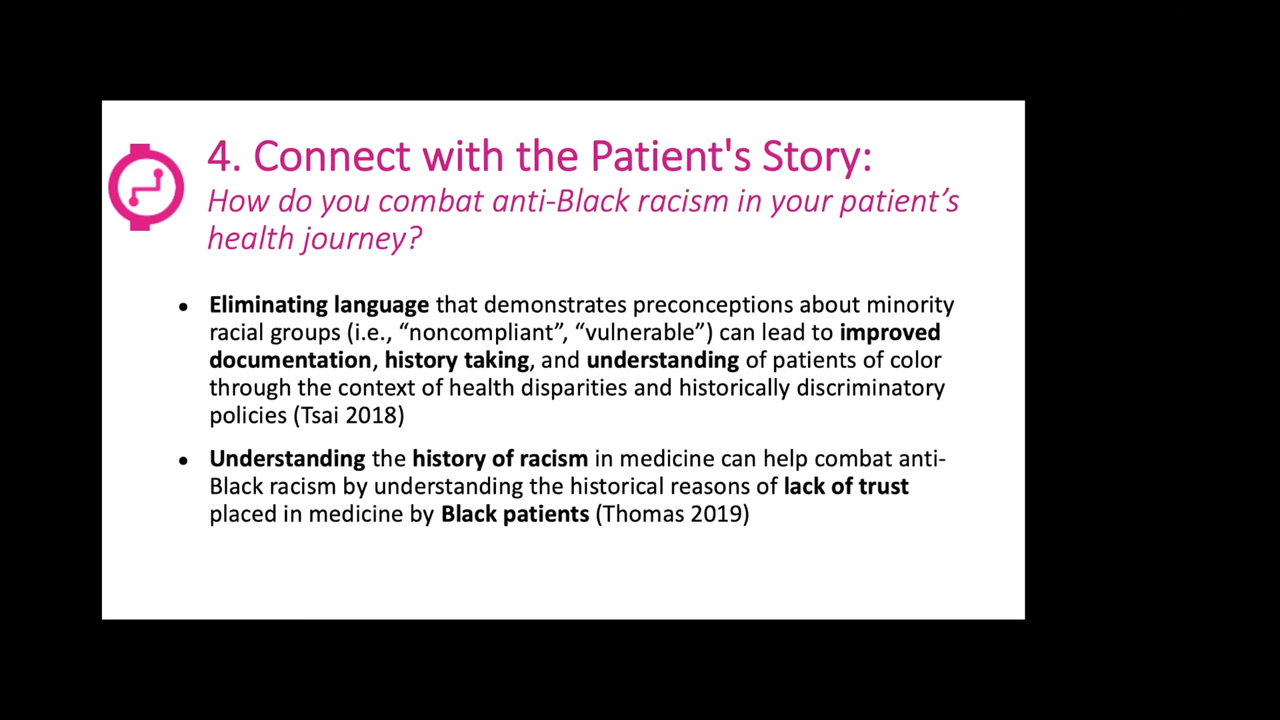 4. Connect with the Patient's Story:
How do you combat anti-Black racism in your patient’s
health journey?
• Eliminating language that demonstrates preconceptions about minority
racial groups (i.e., “noncompliant”, “vulnerable”) can lead to improved
documentation, history taking, and understanding of patients of color
through the context of health disparities and historically discriminatory
policies (Tsai 2018)
• Understanding the history of racism in medicine can help combat anti-
Black racism by understanding the historical reasons of lack of trust
placed in medicine by Black patients (Thomas 2019)